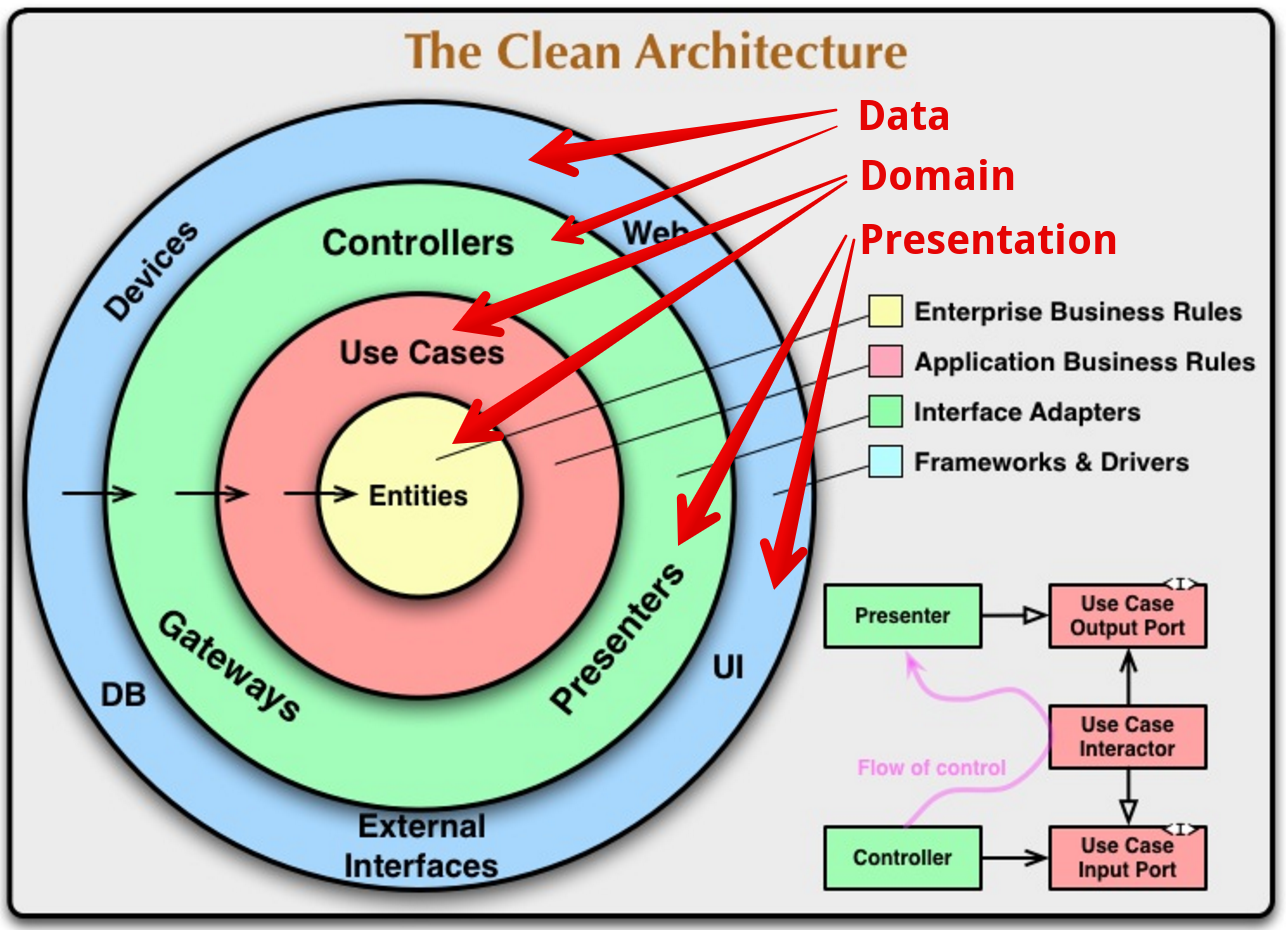 The Clean Architecture
Data
Domain
Presentation
Devices
Web
Controllers
Use Cases
Entities
Gateways
Presenters
DB
UI
External
Interfaces
Enterprise Business Rules
Application Business Rules
Interface Adapters
Frameworks & Drivers
Presenter
<I>
Use Case
Output Port
Use Case
Interactor
Flow of control
Controller
<I>
Use Case
Input Port